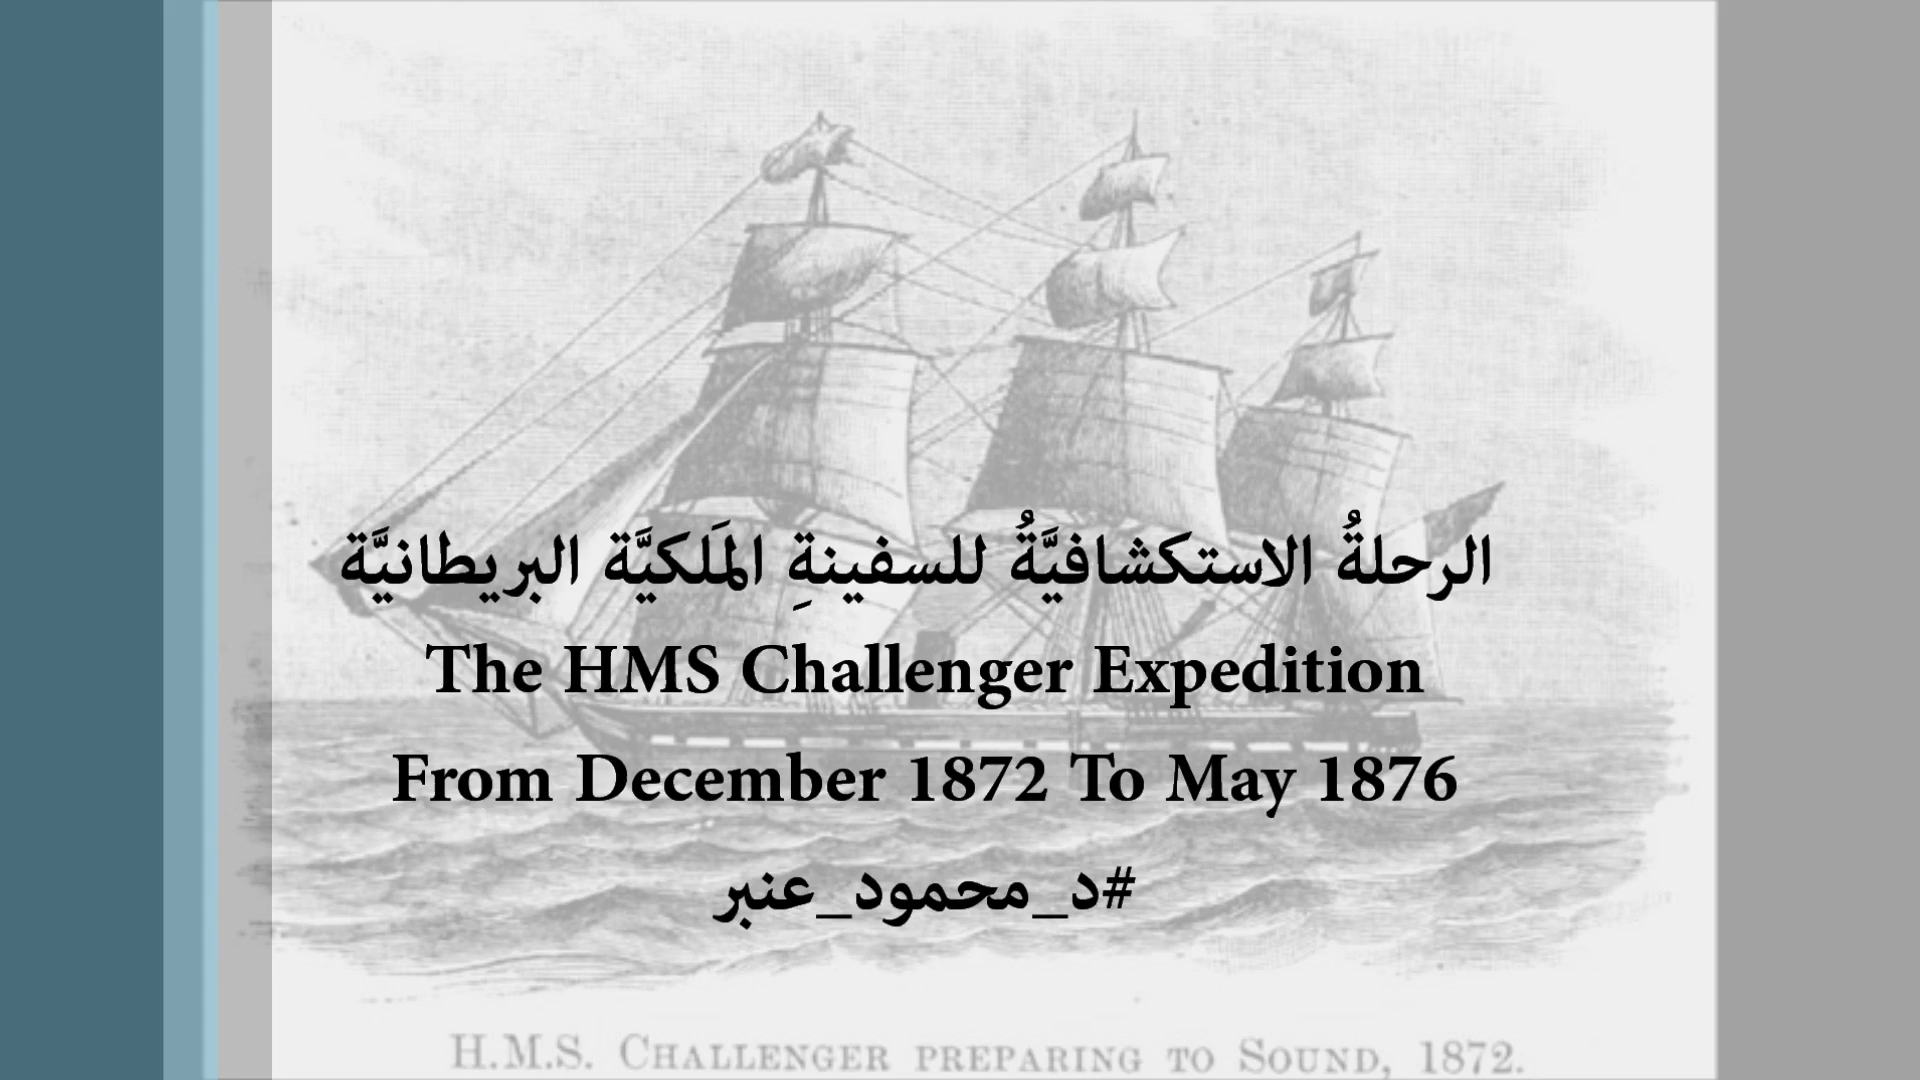 الرحلةُ الاستكشافيَّةُ للسفينةِ المَلَكيَّة البريطانيَّة
The HMS Challenger Expedition
From December 1872 To May 1876
#د_محمود_عنبر
H.M.S. CHALLENGER PREPARING TO SOUND, 1872.